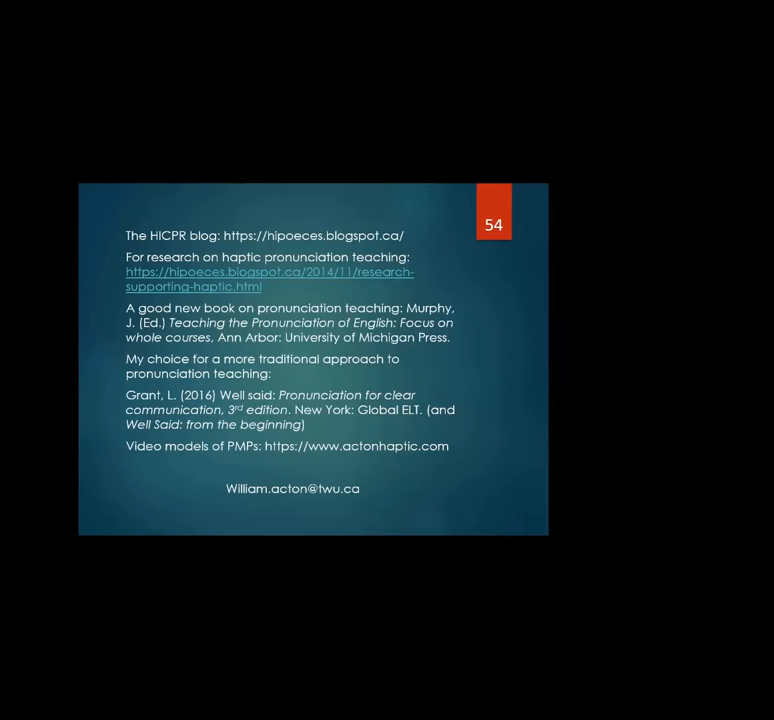 54
The HICPR blog: https://hipoeces.blogspot.ca/
For research on haptic pronunciation teaching:
https://hipoeces.blogspot.ca/2014/11/research-
supporting-haptic.html
A good new book on pronunciation teaching: Murphy,
J. (Ed.) Teaching the Pronunciation of English: Focus on
whole courses, Ann Arbor: University of Michigan Press.
My choice for a more traditional approach to
pronunciation teaching:
Grant, L. (2016) Well said: Pronunciation for clear
communication, 3rd edition. New York: Global ELT. (and
Well Said: from the beginning)
Video models of PMPs: https://www.actonhaptic.com
William.acton@twu.ca